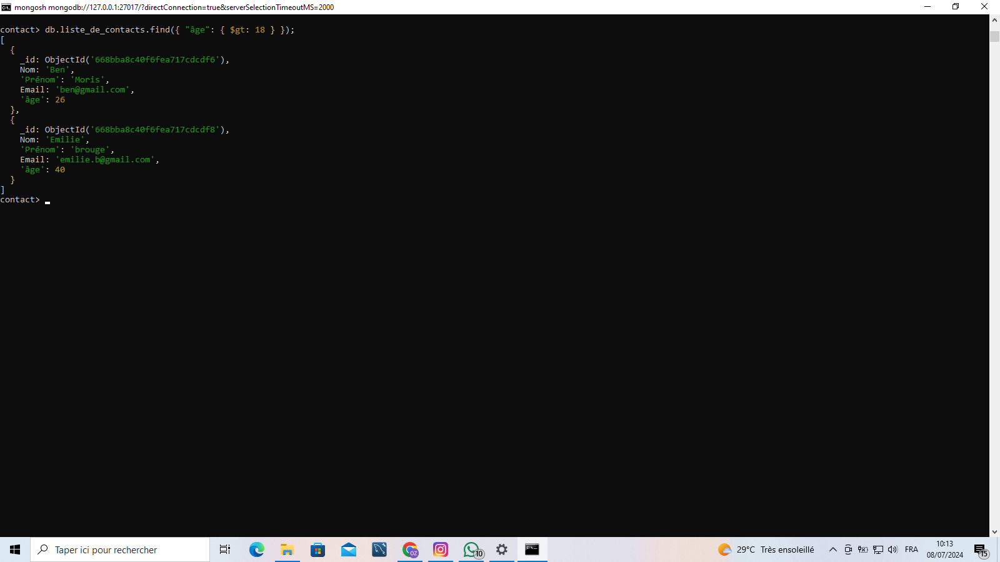 mongosh mongodb://127.0.0.1:27017/?directConnection=true&serverSelectionTimeoutMS=2000
contact> db.liste_de_contacts.find({ "âge": { $gt: 18 } });
[
  {
    _id: ObjectId('668bba8c40f6fea717cdcdf6'),
    Nom: 'Ben',
    'Prénom': 'Moris',
    Email: 'ben@gmail.com',
    'âge': 26
  },
  {
    _id: ObjectId('668bba8c40f6fea717cdcdf8'),
    Nom: 'Emilie',
    'Prénom': 'brouge',
    Email: 'emilie.b@gmail.com',
    'âge': 40
  }
]
contact>
Taper ici pour rechercher
OZ
10
29°C Très ensoleillé
FRA
10:13
08/07/2024
15